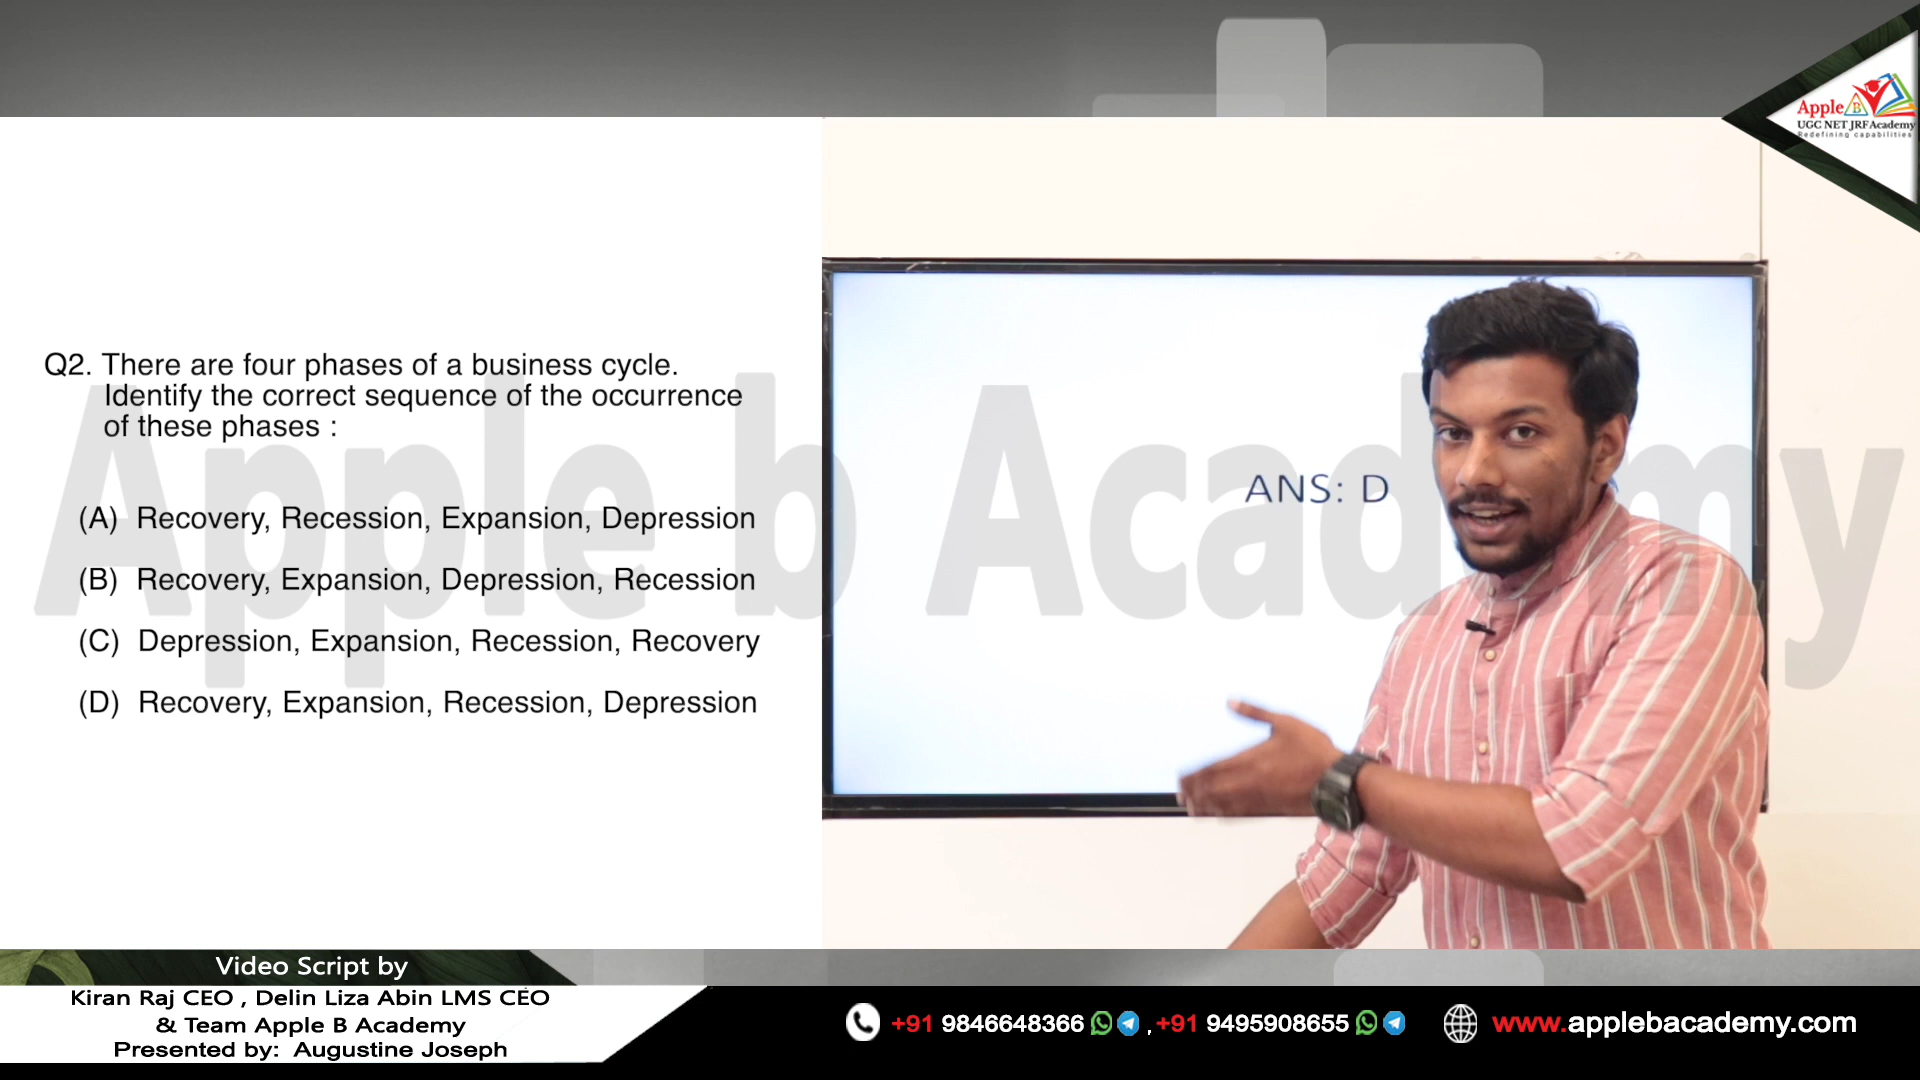 Apple B
UGC NET JRF Academy
Redefining capabilities
Q2. There are four phases of a business cycle.
Identify the correct sequence of the occurrence
of these phases :
(A) Recovery, Recession, Expansion, Depression
(B) Recovery, Expansion, Depression, Recession
(C) Depression, Expansion, Recession, Recovery
(D) Recovery, Expansion, Recession, Depression
ANS: D
Apple b Academy
Video Script by
Kiran Raj CEO , Delin Liza Abin LMS CEO
& Team Apple B Academy
Presented by: Augustine Joseph
+91 9846648366 , +91 9495908655
www.applebacademy.com